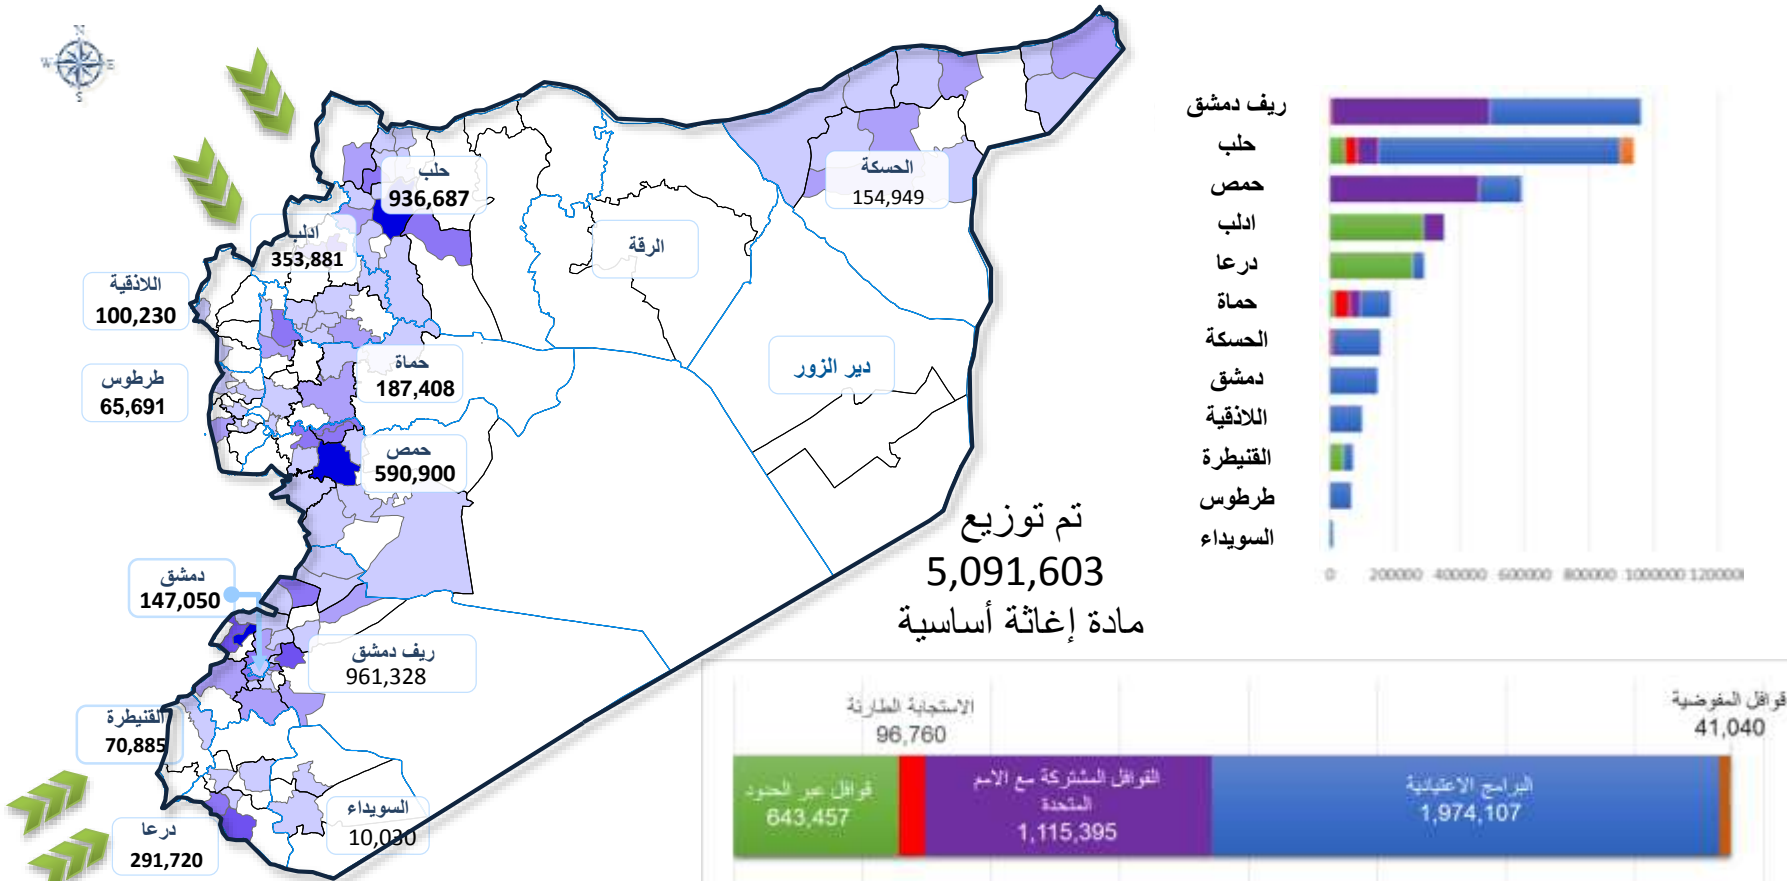 N
W
E
S
حلب
936,687
ادلب
353,881
اللاذقية
100,230
طرطوس
65,691
حماة
187,408
حمص
590,900
دمشق
147,050
ريف دمشق
961,328
القنيطرة
70,885
درعا
291,720
السويداء
10,030
الرقة
الحسكة
154,949
دير الزور
تم توزيع
5,091,603
مادة إغاثة أساسية
ريف دمشق
حلب
حمص
ادلب
درعا
حماة
الحسكة
دمشق
اللاذقية
القنيطرة
طرطوس
السويداء
0 200000 400000 600000 800000 1000000 1200000
الاستجابة الطارئة
96,760
قوافل المفوضية
41,040
قوافل عبر الحدود
643,457
القوافل المشتركة مع الامم
المتحدة
1,115,395
البرامج الاعتيادية
1,974,107